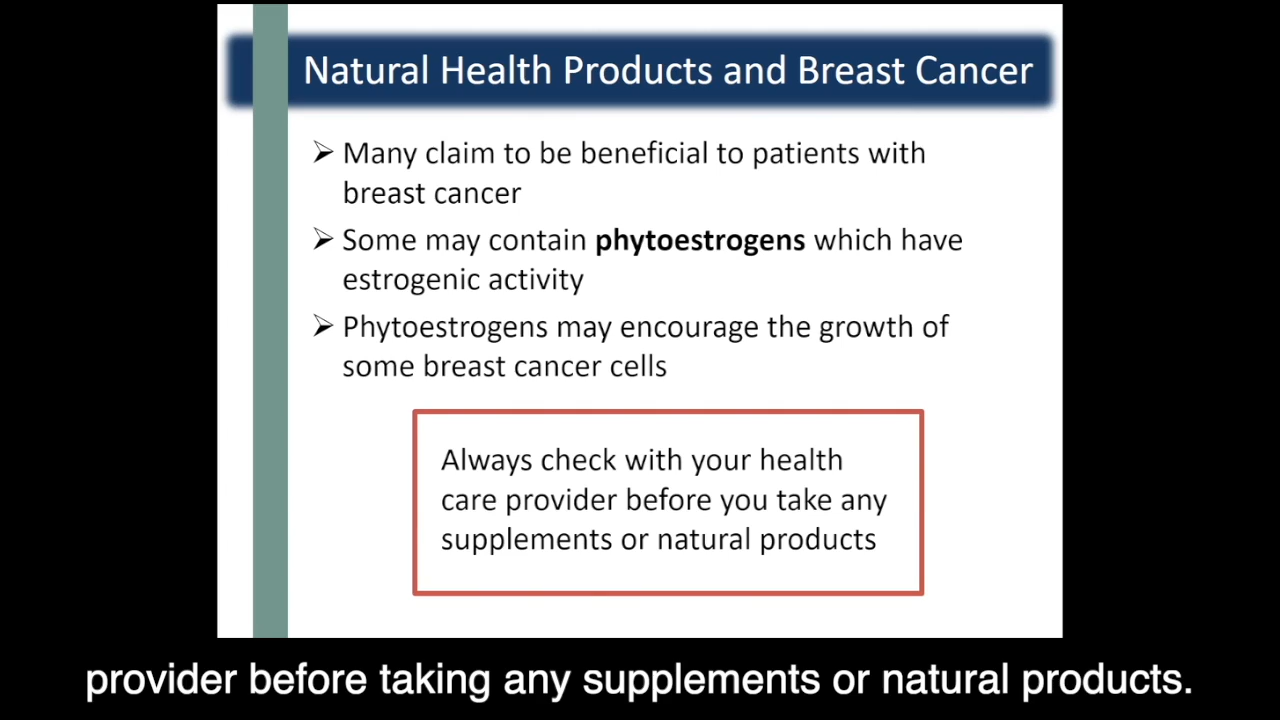 Natural Health Products and Breast Cancer
➢ Many claim to be beneficial to patients with
breast cancer
➢ Some may contain phytoestrogens which have
estrogenic activity
➢ Phytoestrogens may encourage the growth of
some breast cancer cells
Always check with your health
care provider before you take any
supplements or natural products
provider before taking any supplements or natural products.